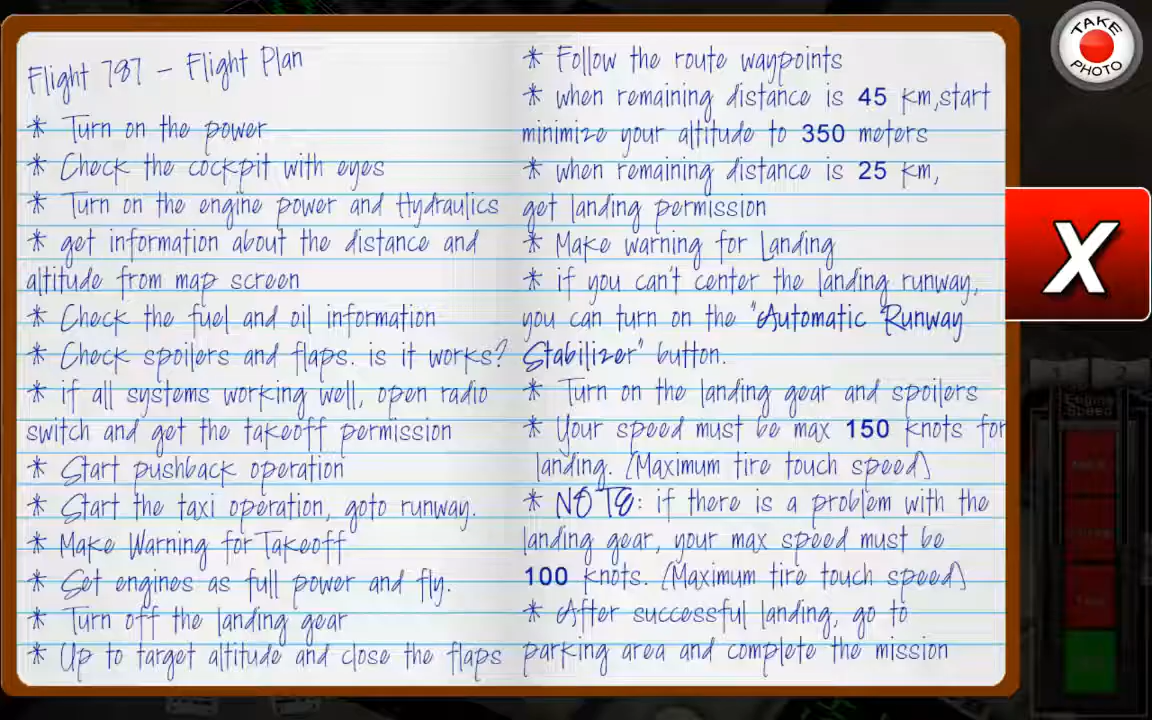 Flight 787 - Flight Plan
* Turn on the power
* Check the cockpit with eyes
* Turn on the engine power and Hydraulics
* get information about the distance and
altitude from map screen
* Check the fuel and oil information
* Check spoilers and flaps. is it works?
* if all systems working well, open radio
switch and get the takeoff permission
* Start pushback operation
* Start the taxi operation, goto runway.
* Make Warning for Takeoff
* Set engines as full power and fly.
* Turn off the landing gear
* Up to target altitude and close the flaps
* Follow the route waypoints
* when remaining distance is 45 km,start
minimize your altitude to 350 meters
* when remaining distance is 25 km,
get landing permission
* Make warning for Landing
* if you can't center the landing runway,
you can turn on the "Automatic Runway
Stabilizer" button.
* Turn on the landing gear and spoilers
* Your speed must be max 150 knots for
landing. (Maximum tire touch speed)
* NOTE: if there is a problem with the
landing gear, your max speed must be
100 knots. (Maximum tire touch speed)
* After successful landing, go to
parking area and complete the mission
TAKE
PHOTO
X
1 2
Engine
Speed